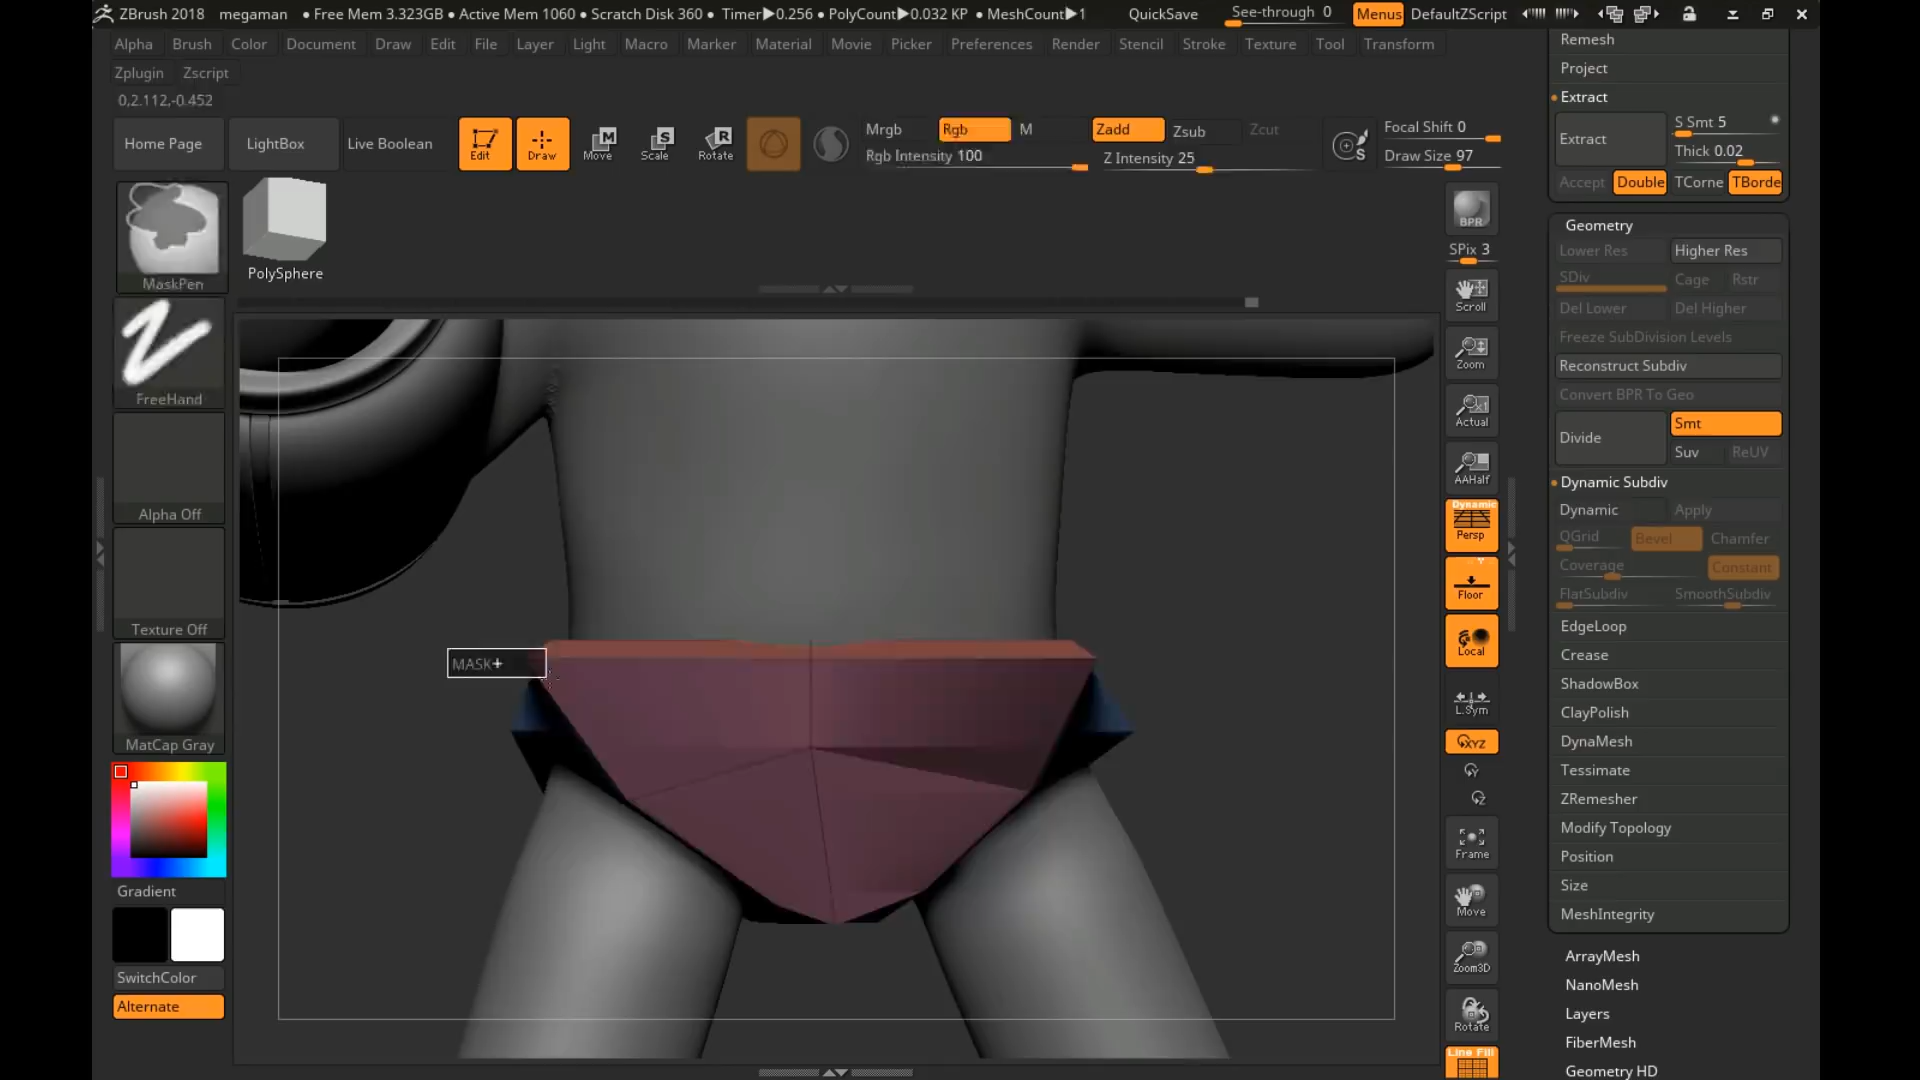 ZBrush 2018 megaman • Free Mem 3.323GB • Active Mem 1060 • Scratch Disk 360 • Timer▶0.256 • PolyCount▶0.032 KP • MeshCount▶1 QuickSave See-through 0 Menus DefaultZScript
Alpha Brush Color Document Draw Edit File Layer Light Macro Marker Material Movie Picker Preferences Render Stencil Stroke Texture Tool Transform
Zplugin Zscript
0,2.112,-0.452
Home Page LightBox Live Boolean Edit Draw Move Scale Rotate
M S R
Mrgb Rgb M Zadd Zsub Zcut Focal Shift 0
Rgb Intensity 100 Z Intensity 25 Draw Size 97
S
MaskPen
PolySphere
FreeHand
Alpha Off
Texture Off
MatCap Gray
Gradient
SwitchColor
Alternate
MASK+
BPR
SPix 3
Scroll
Zoom
Actual
AAHalf
Dynamic
Persp
Floor
Local
L.Sym
XYZ
Y
Z
Frame
Move
Zoom3D
Rotate
Line Fill
Remesh
Project
Extract
Extract S Smt 5
Thick 0.02
Accept Double TCorne TBorde
Geometry
Lower Res Higher Res
SDiv Cage Rstr
Del Lower Del Higher
Freeze SubDivision Levels
Reconstruct Subdiv
Convert BPR To Geo
Divide Smt
Suv ReUV
Dynamic Subdiv
Dynamic Apply
QGrid Bevel Chamfer
Coverage Constant
FlatSubdiv SmoothSubdiv
EdgeLoop
Crease
ShadowBox
ClayPolish
DynaMesh
Tessimate
ZRemesher
Modify Topology
Position
Size
MeshIntegrity
ArrayMesh
NanoMesh
Layers
FiberMesh
Geometry HD